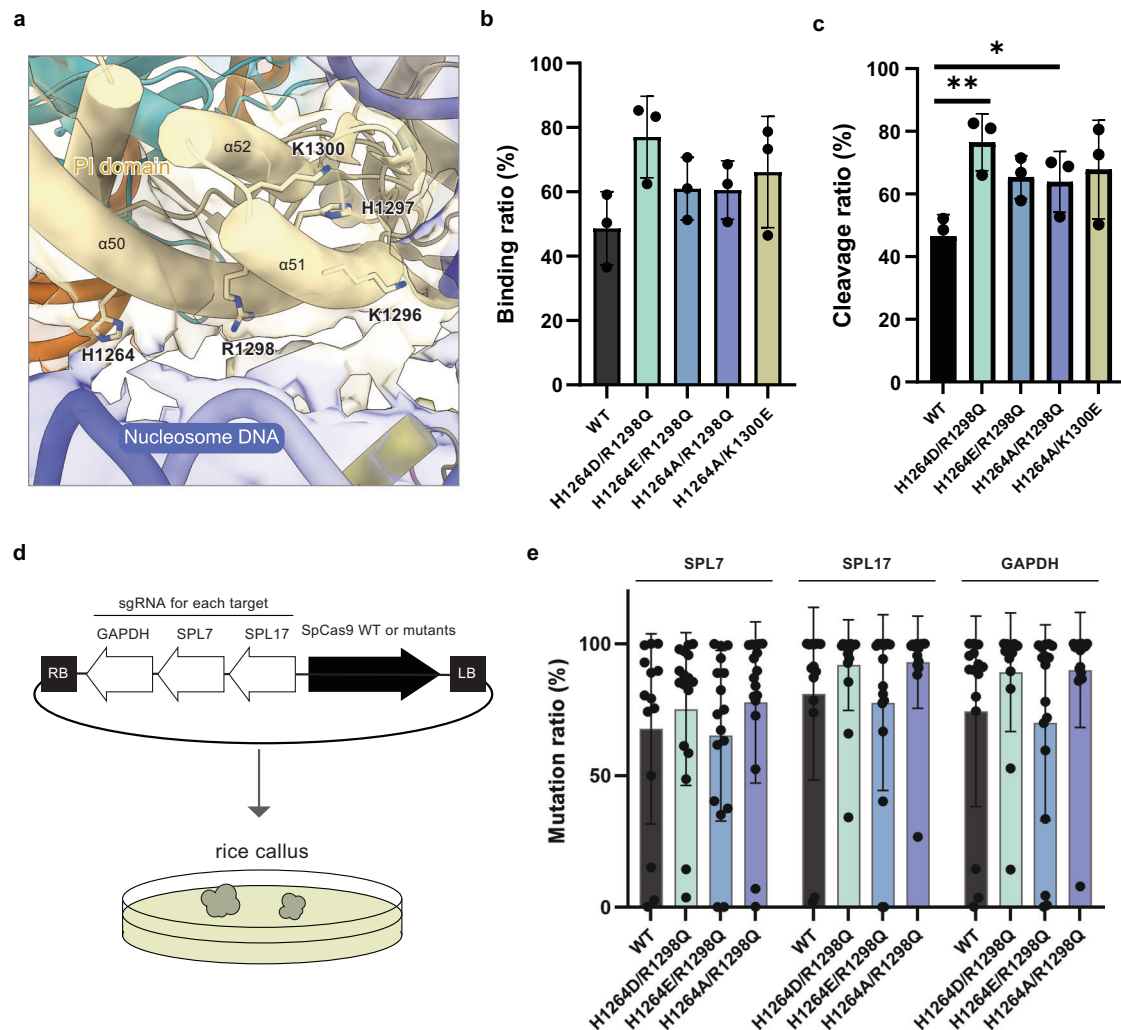 a
α52
K1300
PI domain
H1297
α50
α51
K1296
H1264
R1298
Nucleosome DNA
b
Binding ratio (%)
100
80
60
40
20
0
WT
H1264D/R1298Q
H1264E/R1298Q
H1264A/R1298Q
H1264A/K1300E
c
Cleavage ratio (%)
*
**
100
80
60
40
20
0
WT
H1264D/R1298Q
H1264E/R1298Q
H1264A/R1298Q
H1264A/K1300E
d
sgRNA for each target
GAPDH SPL7 SPL17 SpCas9 WT or mutants
RB LB
rice callus
e
SPL7 SPL17 GAPDH
Mutation ratio (%)
100
50
0
WT
H1264D/R1298Q
H1264E/R1298Q
H1264A/R1298Q
WT
H1264D/R1298Q
H1264E/R1298Q
H1264A/R1298Q
WT
H1264D/R1298Q
H1264E/R1298Q
H1264A/R1298Q